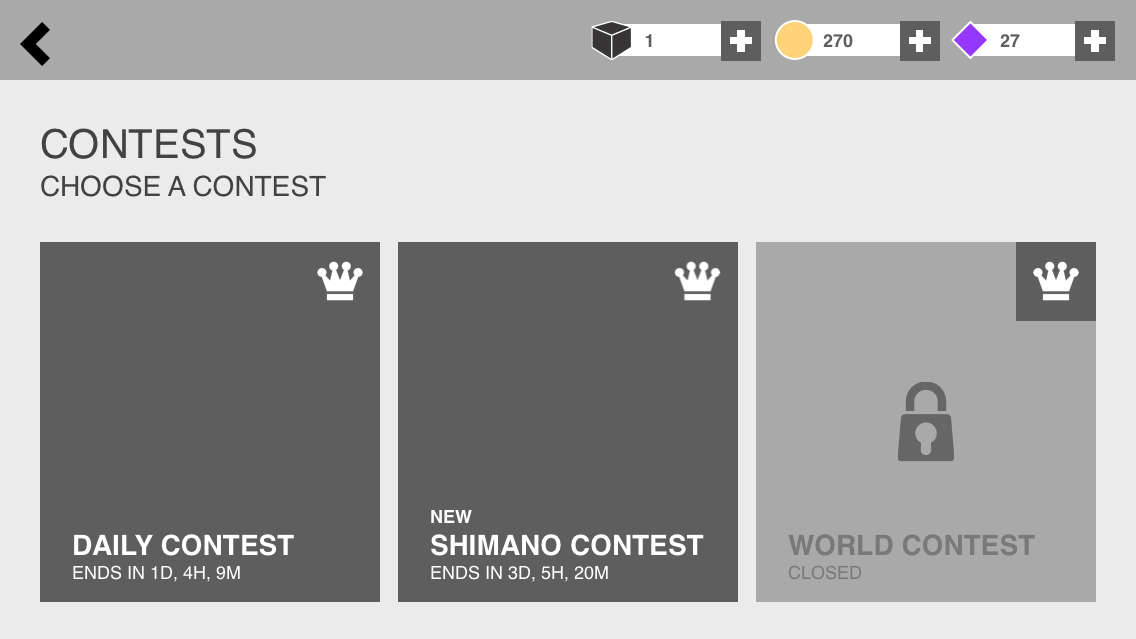 1
270
27
CONTESTS
CHOOSE A CONTEST
DAILY CONTEST
ENDS IN 1D, 4H, 9M
NEW
SHIMANO CONTEST
ENDS IN 3D, 5H, 20M
WORLD CONTEST
CLOSED